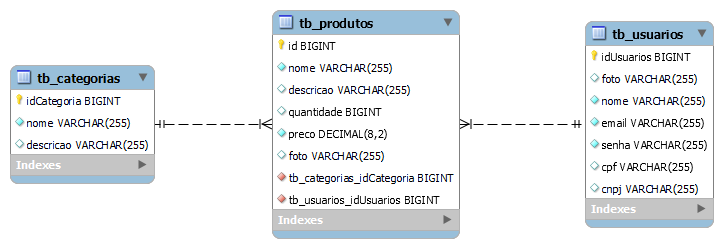 tb_categorias
idCategoria BIGINT
nome VARCHAR(255)
descricao VARCHAR(255)
Indexes
tb_produtos
id BIGINT
nome VARCHAR(255)
descricao VARCHAR(255)
quantidade BIGINT
preco DECIMAL(8,2)
foto VARCHAR(255)
tb_categorias_idCategoria BIGINT
tb_usuarios_idUsuarios BIGINT
Indexes
tb_usuarios
idUsuarios BIGINT
foto VARCHAR(255)
nome VARCHAR(255)
email VARCHAR(255)
senha VARCHAR(255)
cpf VARCHAR(255)
cnpj VARCHAR(255)
Indexes